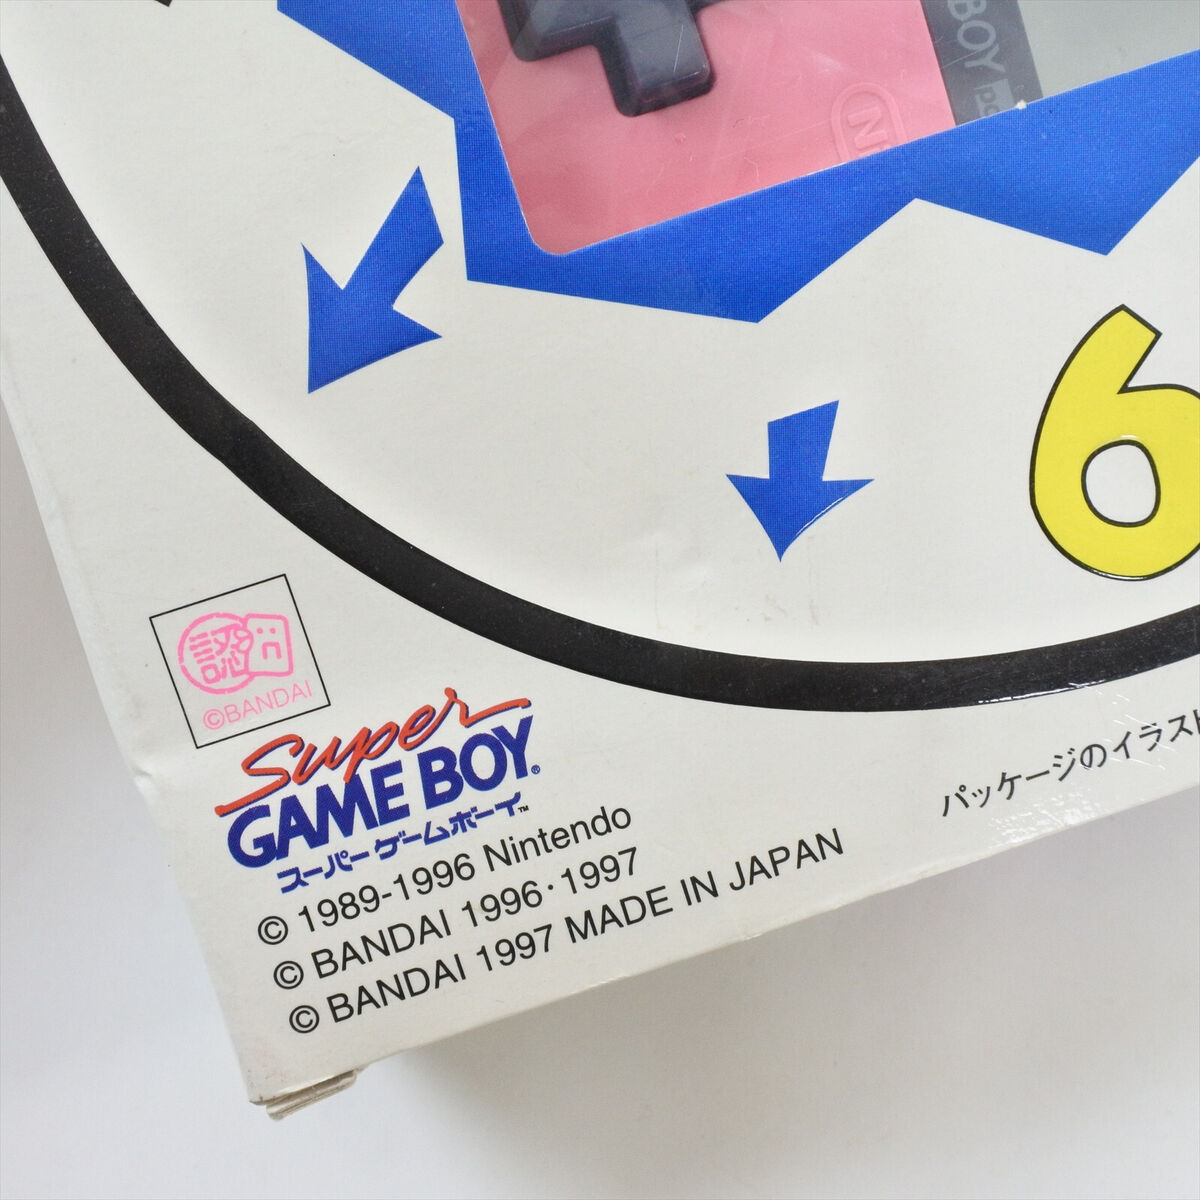 BOY
6
認
©BANDAI
Super
GAME BOY®
スーパーゲームボーイ™
© 1989-1996 Nintendo
© BANDAI 1996・1997
© BANDAI 1997 MADE IN JAPAN
パッケージのイラスト